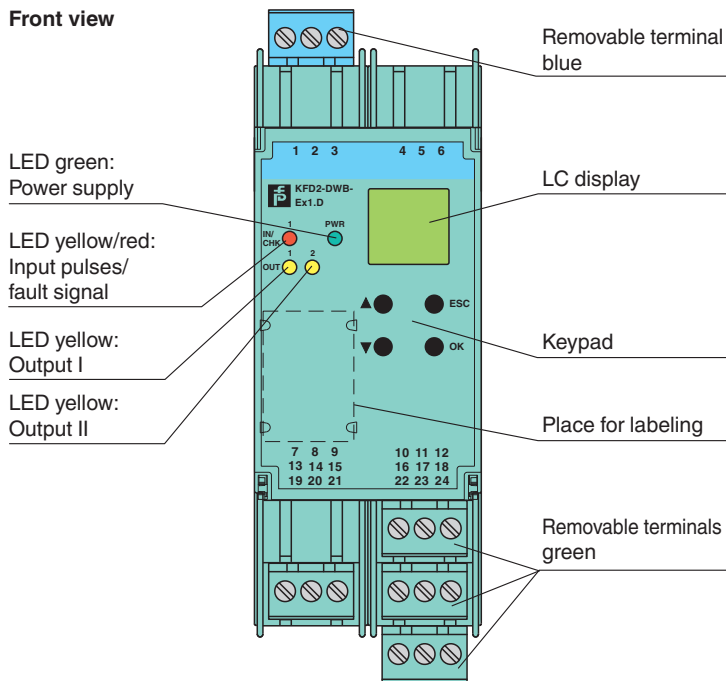 Front view
Removable terminal
blue
1 2 3 4 5 6
KFD2-DWB-
Ex1.D
LED green:
Power supply
LC display
1
PWR
IN/
CHK
LED yellow/red:
Input pulses/
fault signal
1 2
OUT
▲ ESC
▼ OK
Keypad
LED yellow:
Output I
LED yellow:
Output II
Place for labeling
7 8 9 10 11 12
13 14 15 16 17 18
19 20 21 22 23 24
Removable terminals
green